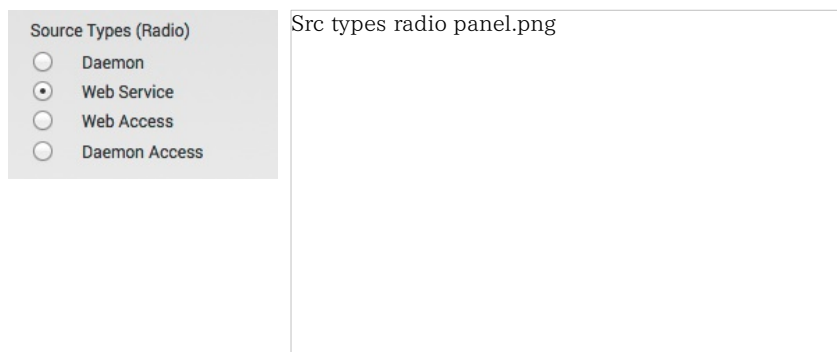 Source Types (Radio)
Daemon
Web Service
Web Access
Daemon Access
Src types radio panel.png